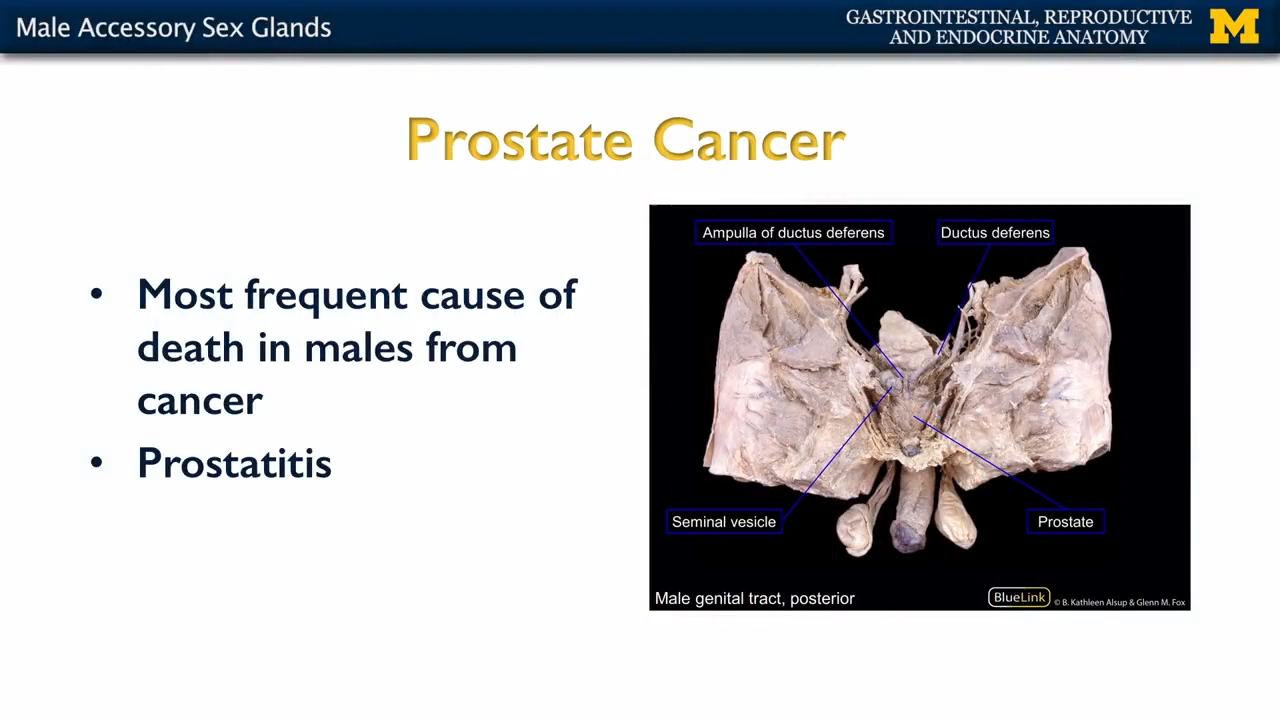 Male Accessory Sex Glands
GASTROINTESTINAL, REPRODUCTIVE
AND ENDOCRINE ANATOMY
M
Prostate Cancer
• Most frequent cause of
death in males from
cancer
• Prostatitis
Ampulla of ductus deferens
Ductus deferens
Seminal vesicle
Prostate
Male genital tract, posterior
BlueLink © B. Kathleen Alsup & Glenn M. Fox